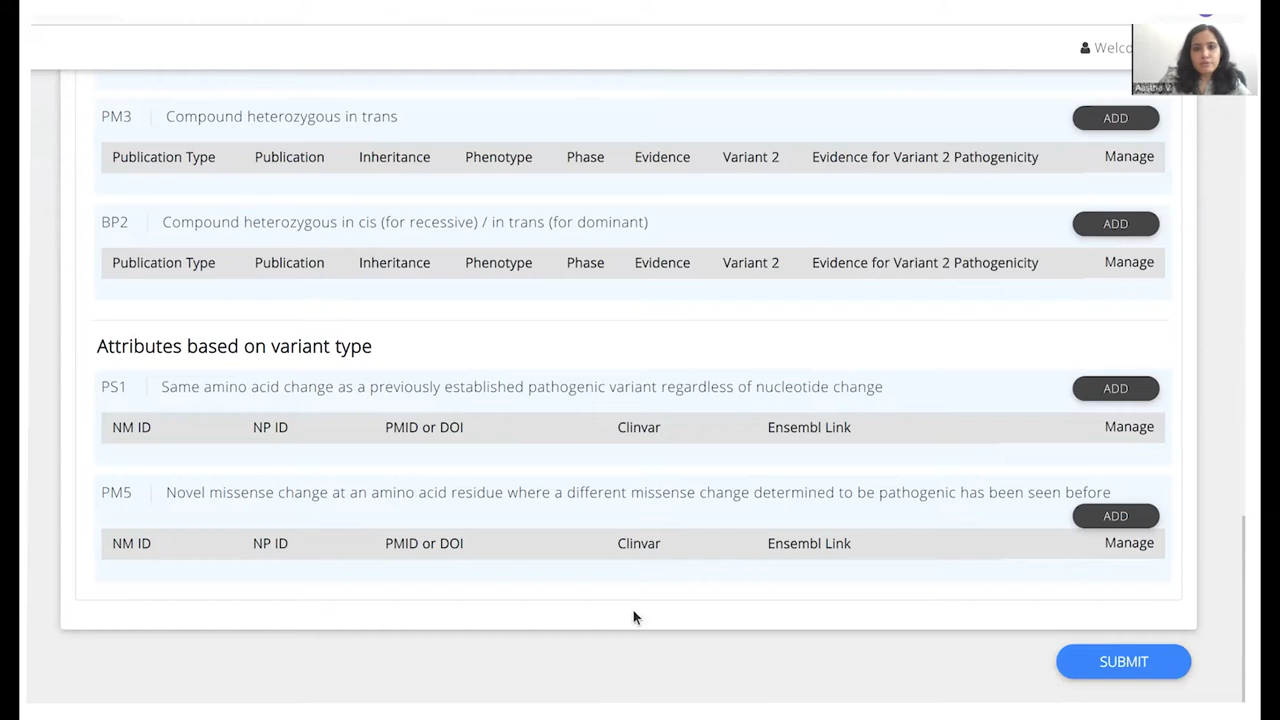 Welco
Aastha V
PM3 Compound heterozygous in trans ADD
Publication Type Publication Inheritance Phenotype Phase Evidence Variant 2 Evidence for Variant 2 Pathogenicity Manage
BP2 Compound heterozygous in cis (for recessive) / in trans (for dominant) ADD
Publication Type Publication Inheritance Phenotype Phase Evidence Variant 2 Evidence for Variant 2 Pathogenicity Manage
Attributes based on variant type
PS1 Same amino acid change as a previously established pathogenic variant regardless of nucleotide change ADD
NM ID NP ID PMID or DOI Clinvar Ensembl Link Manage
PM5 Novel missense change at an amino acid residue where a different missense change determined to be pathogenic has been seen before
ADD
NM ID NP ID PMID or DOI Clinvar Ensembl Link Manage
SUBMIT